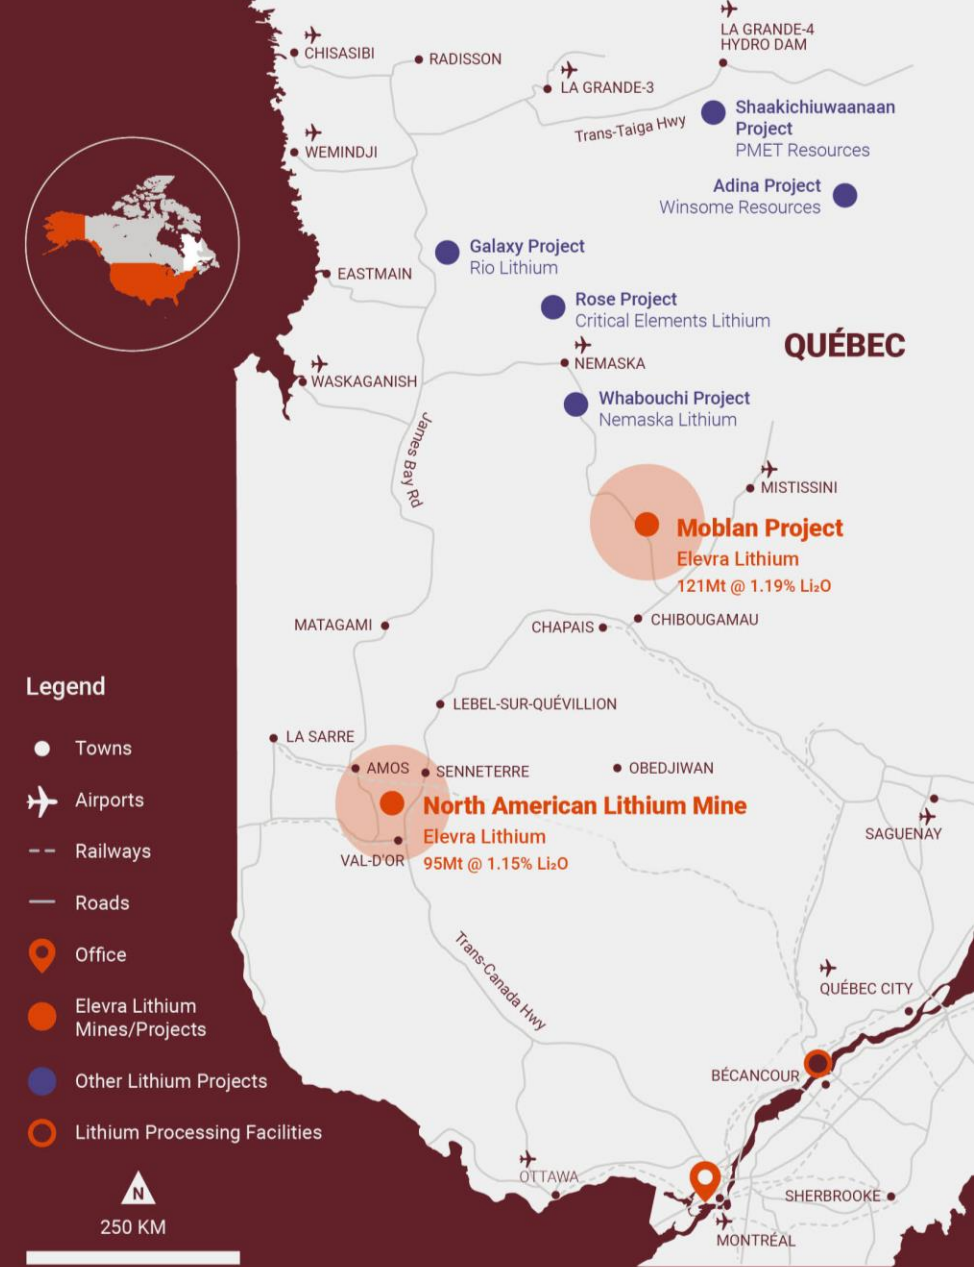 LA GRANDE-4
HYDRO DAM
CHISASIBI
RADISSON
LA GRANDE-3
Trans-Taiga Hwy
Shaakichiuwaanaan
Project
PMET Resources
WEMINDJI
Adina Project
Winsome Resources
Galaxy Project
Rio Lithium
EASTMAIN
Rose Project
Critical Elements Lithium
QUÉBEC
NEMASKA
WASKAGANISH
Whabouchi Project
Nemaska Lithium
James Bay Rd
MISTISSINI
Moblan Project
Elevra Lithium
121Mt @ 1.19% Li₂O
CHIBOUGAMAU
MATAGAMI
CHAPAIS
LEBEL-SUR-QUÉVILLION
LA SARRE
AMOS
SENNETERRE
OBEDJIWAN
North American Lithium Mine
Elevra Lithium
95Mt @ 1.15% Li₂O
VAL-D'OR
SAGUENAY
Trans-Canada Hwy
QUÉBEC CITY
BÉCANCOUR
OTTAWA
SHERBROOKE
MONTRÉAL
Legend
Towns
Airports
Railways
Roads
Office
Elevra Lithium
Mines/Projects
Other Lithium Projects
Lithium Processing Facilities
N
250 KM